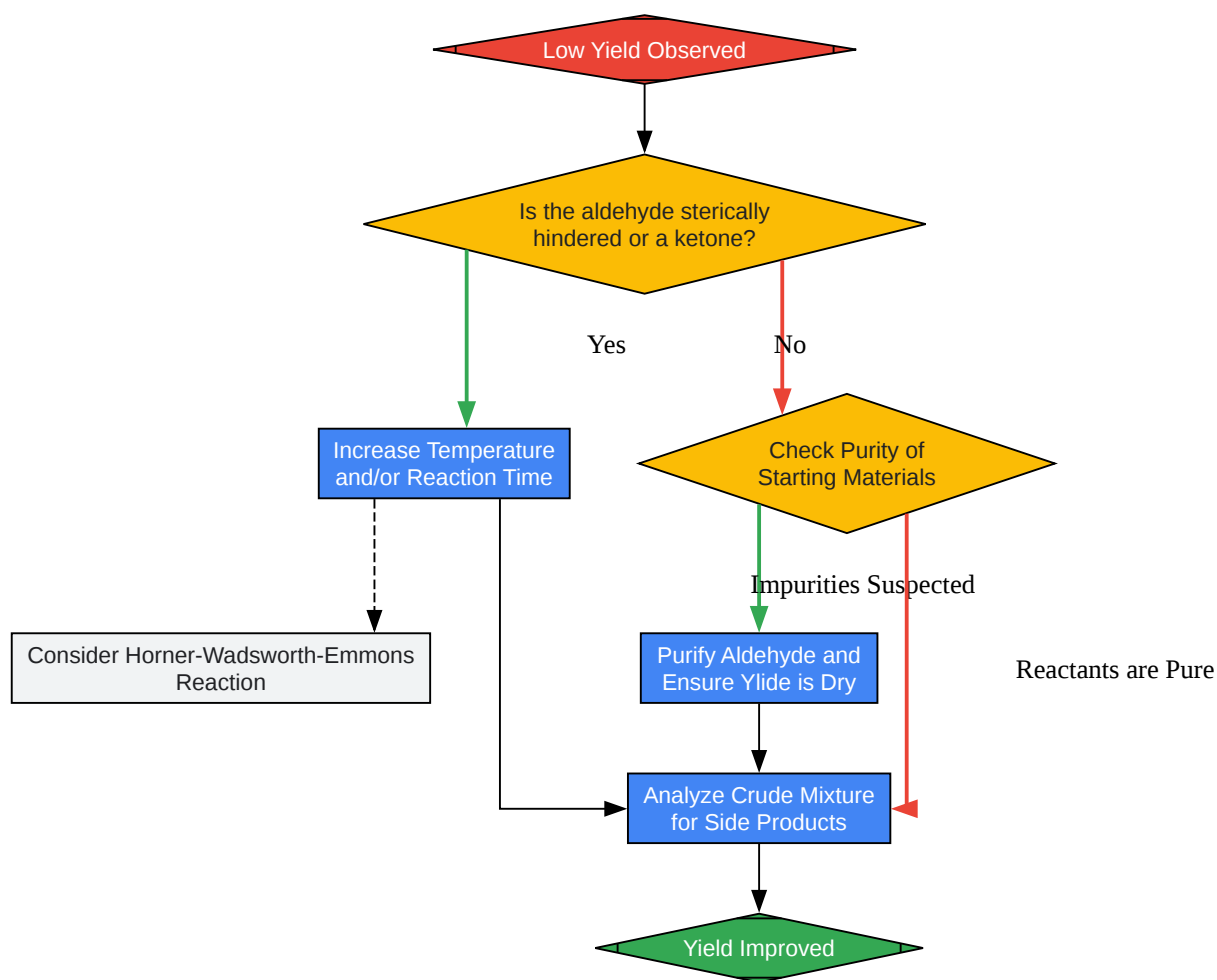 Low Yield Observed
Is the aldehyde sterically
hindered or a ketone?
Yes
No
Increase Temperature
and/or Reaction Time
Check Purity of
Starting Materials
Impurities Suspected
Consider Horner-Wadsworth-Emmons
Reaction
Purify Aldehyde and
Ensure Ylide is Dry
Reactants are Pure
Analyze Crude Mixture
for Side Products
Yield Improved